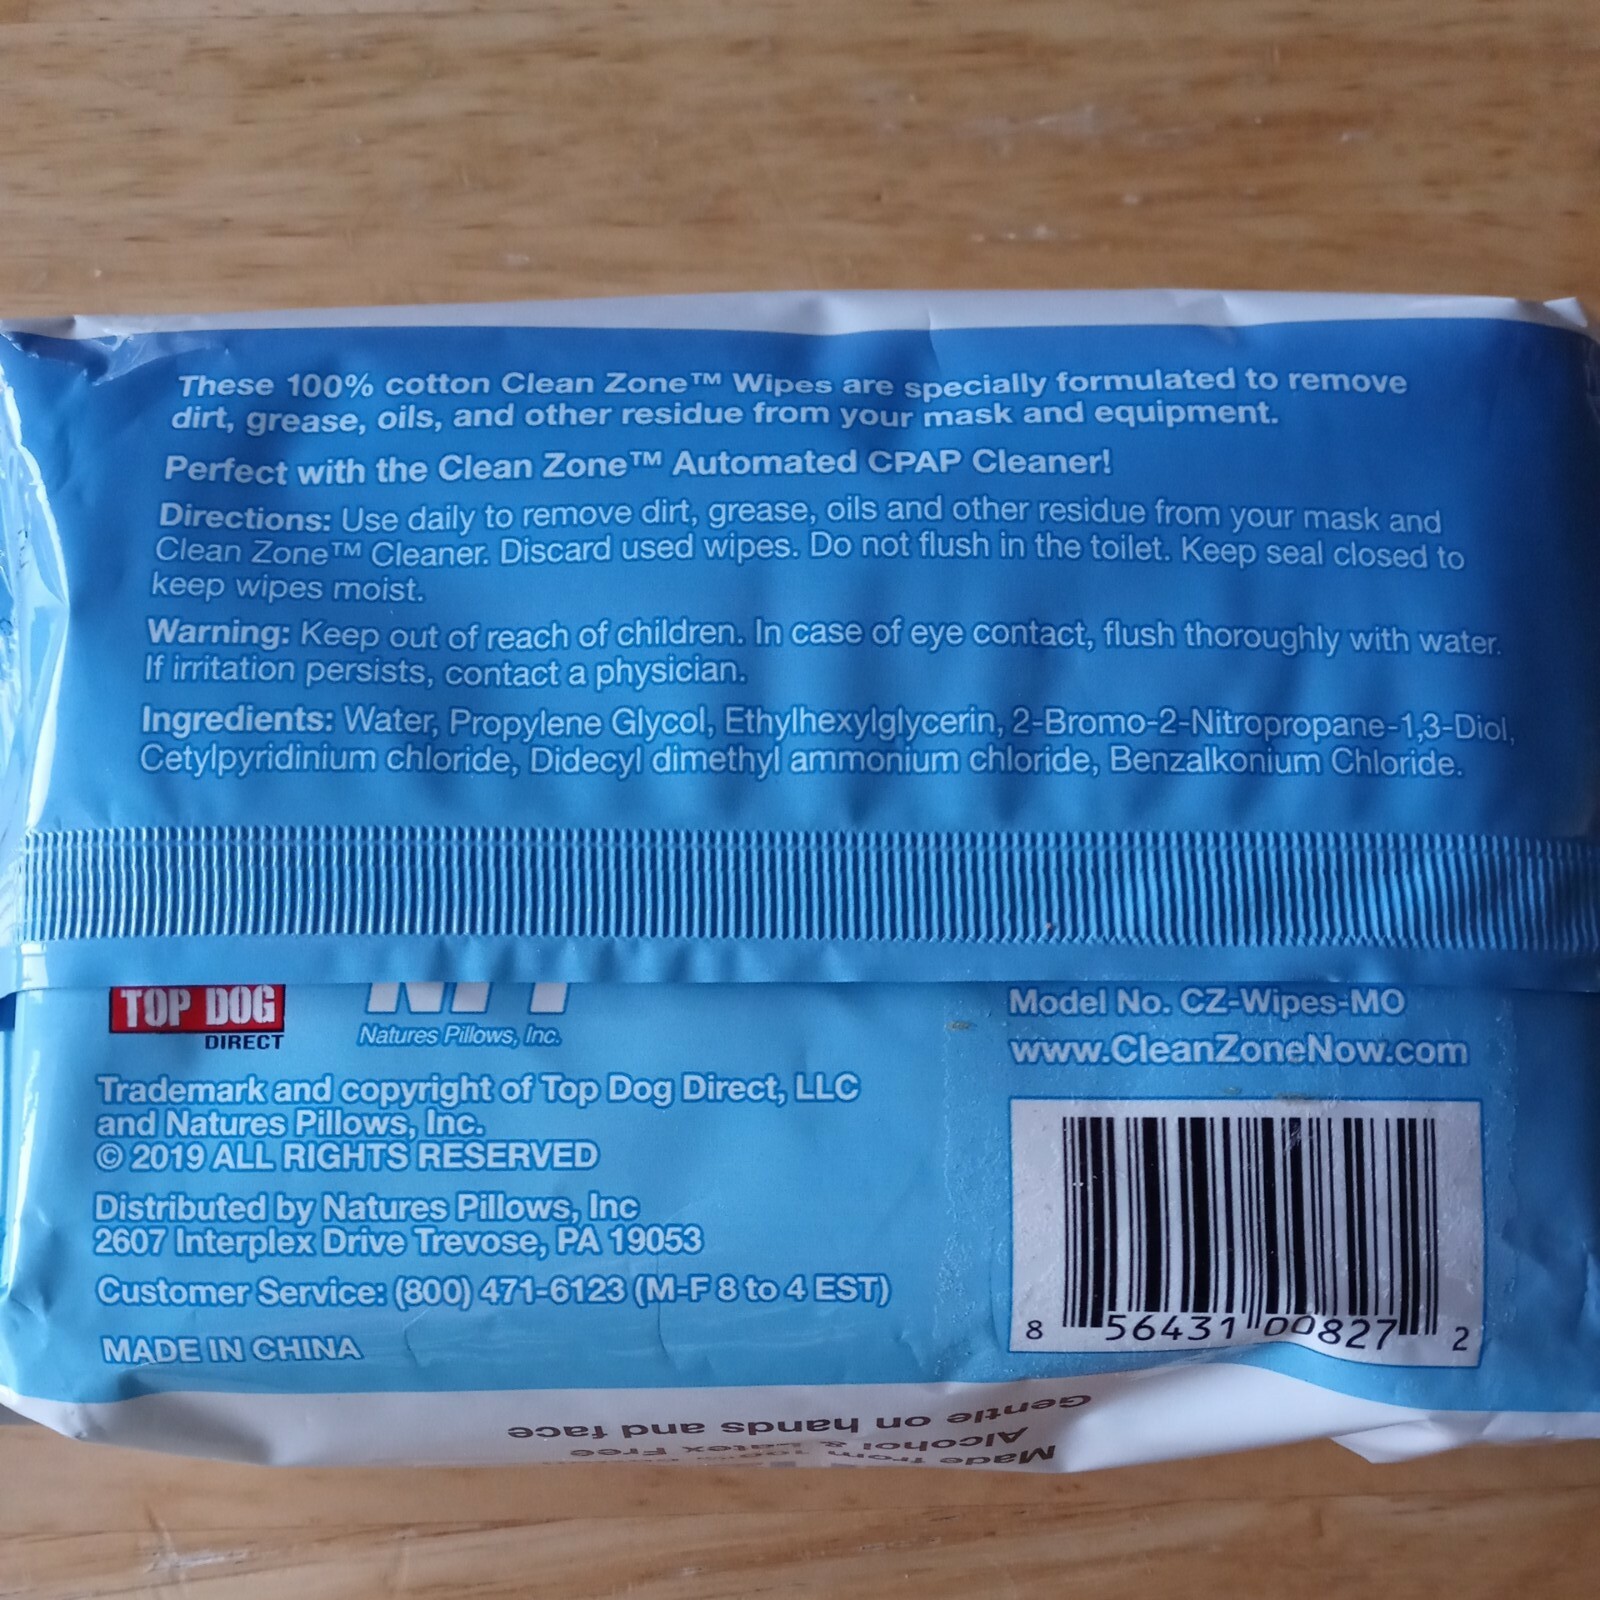 These 100% cotton Clean Zone™ Wipes are specially formulated to remove
dirt, grease, oils, and other residue from your mask and equipment.
Perfect with the Clean Zone™ Automated CPAP Cleaner!
Directions: Use daily to remove dirt, grease, oils and other residue from your mask and
Clean Zone™ Cleaner. Discard used wipes. Do not flush in the toilet. Keep seal closed to
keep wipes moist.
Warning: Keep out of reach of children. In case of eye contact, flush thoroughly with water.
If irritation persists, contact a physician.
Ingredients: Water, Propylene Glycol, Ethylhexylglycerin, 2-Bromo-2-Nitropropane-1,3-Diol,
Cetylpyridinium chloride, Didecyl dimethyl ammonium chloride, Benzalkonium Chloride.
TOP DOG
DIRECT
Natures Pillows, Inc.
Trademark and copyright of Top Dog Direct, LLC
and Natures Pillows, Inc.
© 2019 ALL RIGHTS RESERVED
Distributed by Natures Pillows, Inc
2607 Interplex Drive Trevose, PA 19053
Customer Service: (800) 471-6123 (M-F 8 to 4 EST)
MADE IN CHINA
Model No. CZ-Wipes-MO
www.CleanZoneNow.com
8 56431 00827 2
Made from
Alcohol & Latex Free
Gentle on hands and face